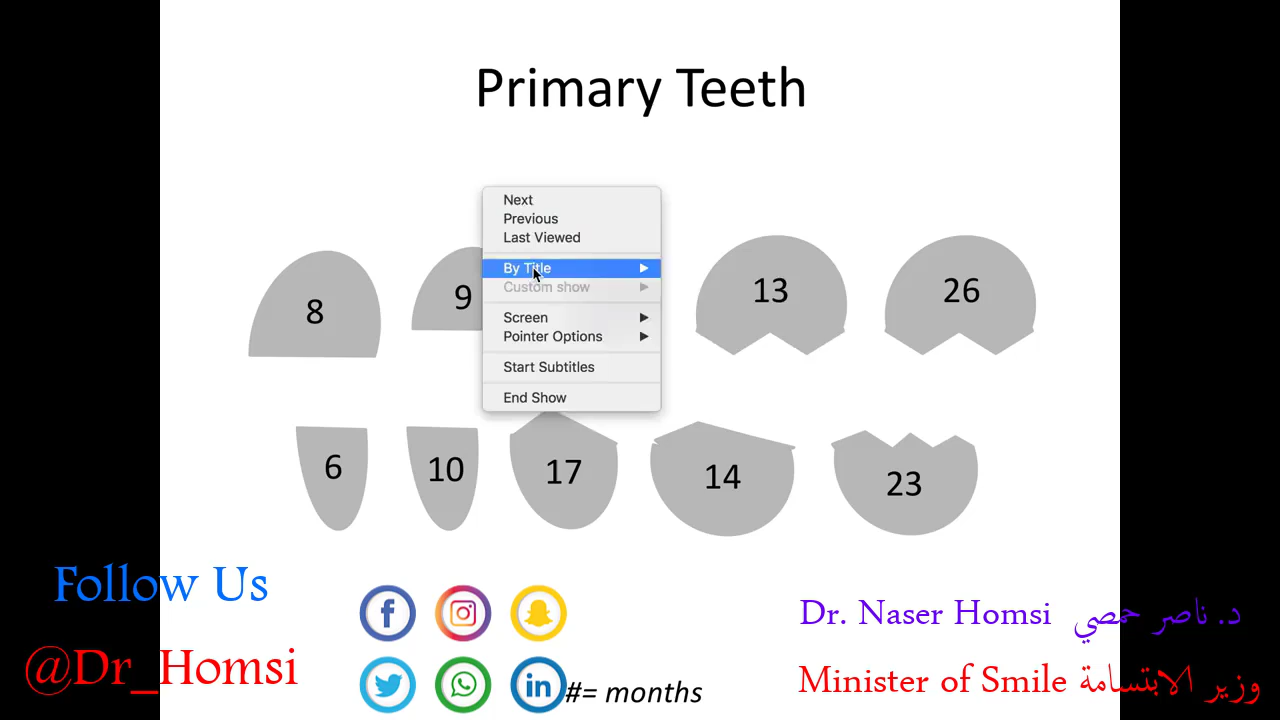 Primary Teeth
Next
Previous
Last Viewed
By Title
Custom show
Screen
Pointer Options
Start Subtitles
End Show
8
9
13
26
6
10
17
14
23
Follow Us
@Dr_Homsi
#= months
Dr. Naser Homsi د. ناصر حمصي
Minister of Smile وزير الابتسامة